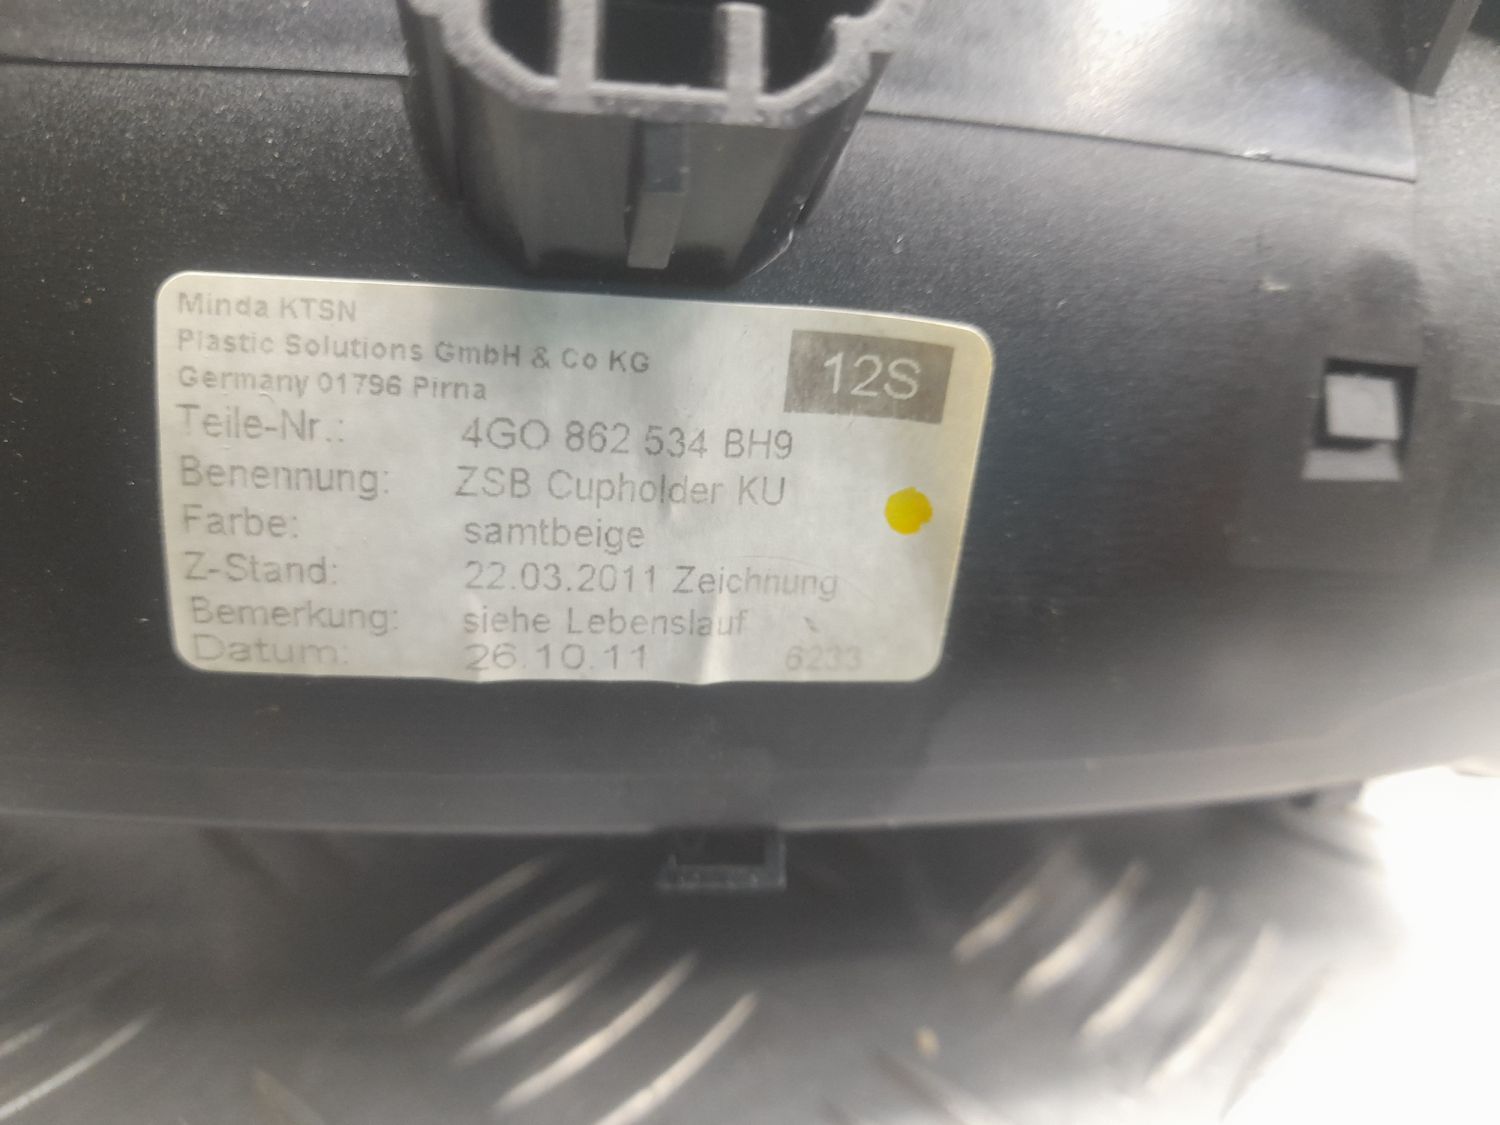 Minda KTSN
Plastic Solutions GmbH & Co KG
Germany 01796 Pirna
12S
Teile-Nr.: 4GO 862 534 BH9
Benennung: ZSB Cupholder KU
Farbe: samtbeige
Z-Stand: 22.03.2011 Zeichnung
Bemerkung: siehe Lebenslauf
Datum: 26.10.11 6233